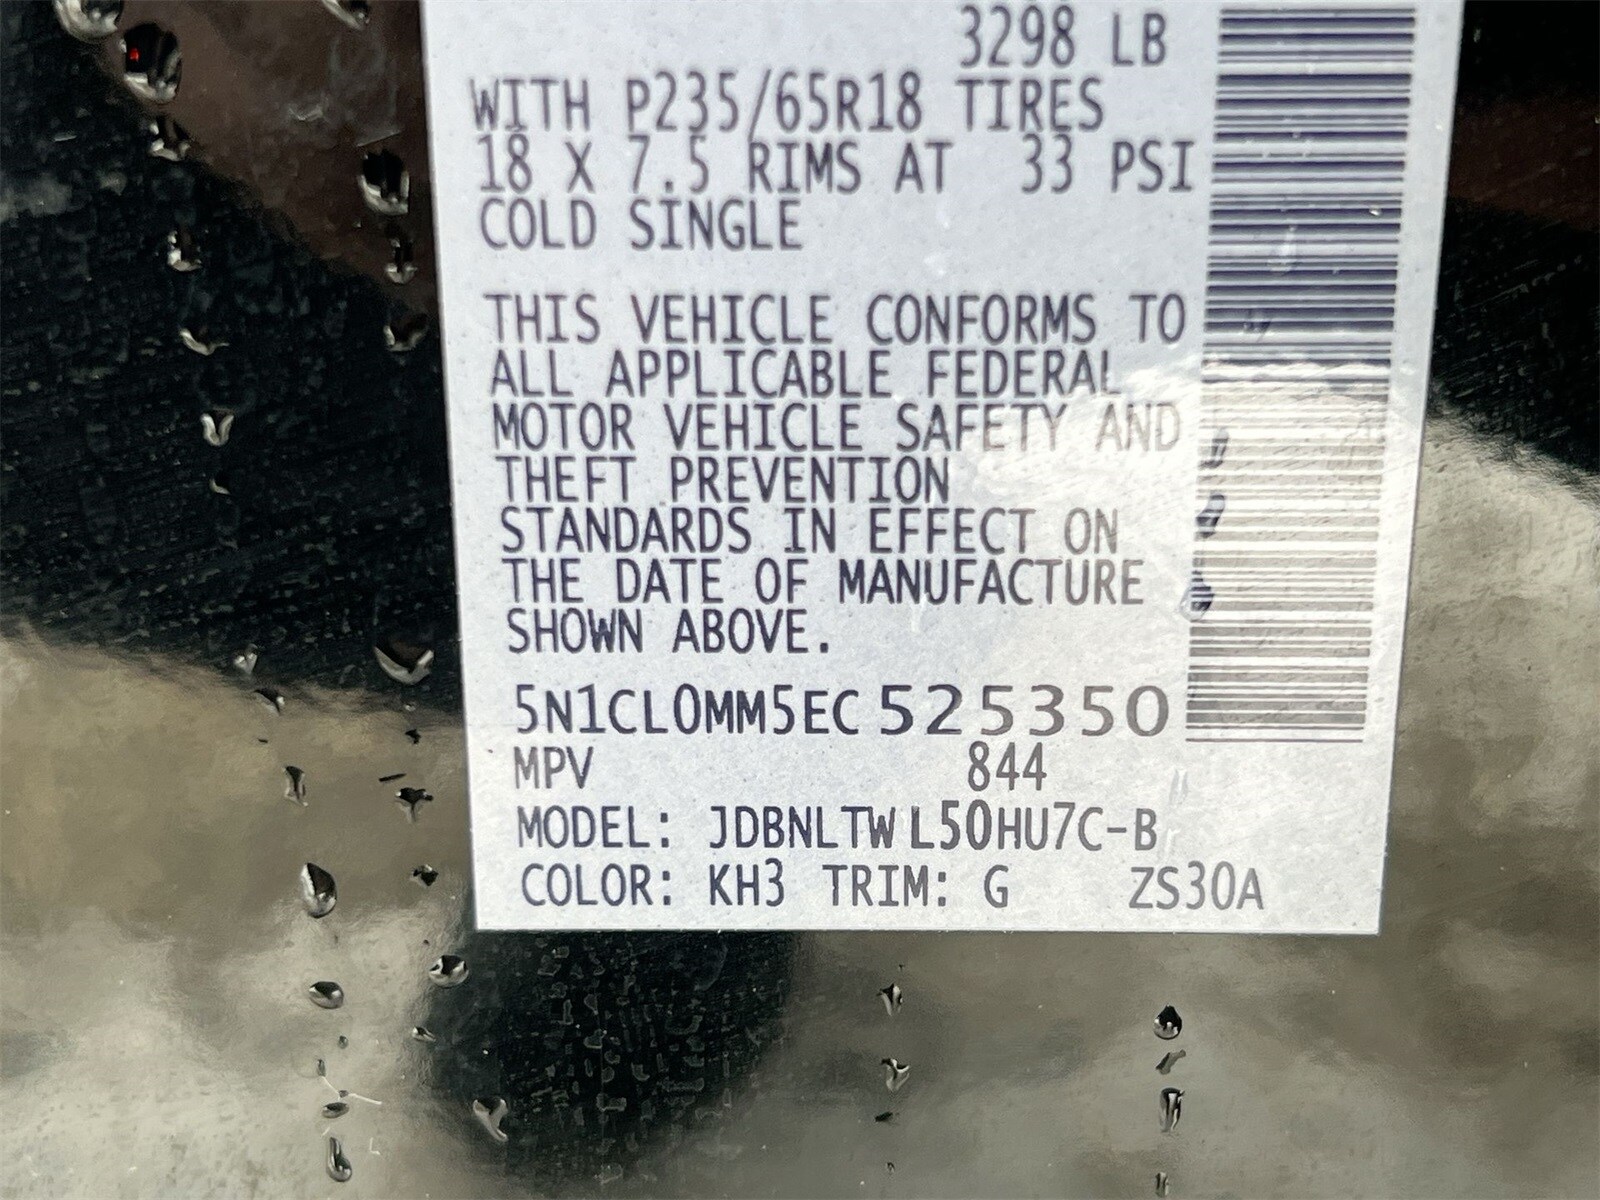 3298 LB
WITH P235/65R18 TIRES
18 X 7.5 RIMS AT 33 PSI
COLD SINGLE
THIS VEHICLE CONFORMS TO
ALL APPLICABLE FEDERAL
MOTOR VEHICLE SAFETY AND
THEFT PREVENTION
STANDARDS IN EFFECT ON
THE DATE OF MANUFACTURE
SHOWN ABOVE.
5N1CL0MM5EC525350
MPV 844
MODEL: JDBNLTWL50HU7C-B
COLOR: KH3 TRIM: G ZS30A